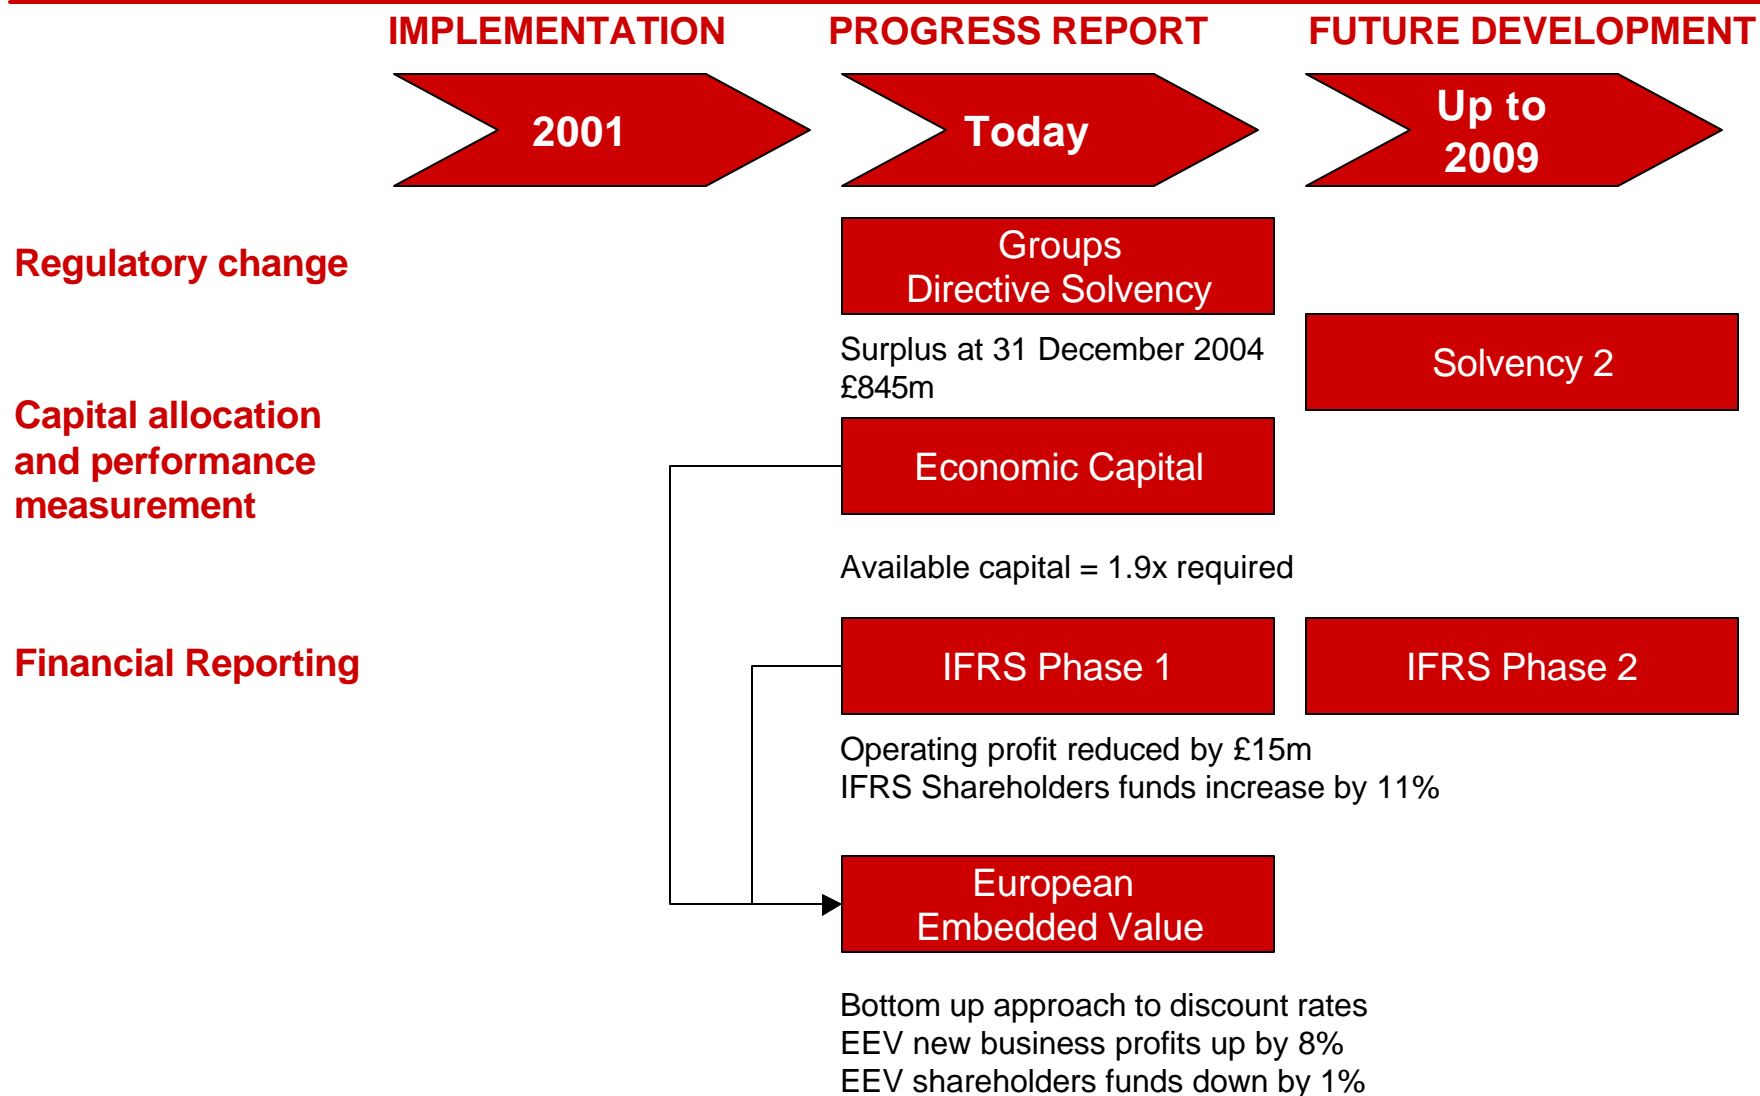 IMPLEMENTATION PROGRESS REPORT FUTURE DEVELOPMENT
2001
Today
Up to
2009
Regulatory change
Groups
Directive Solvency
Surplus at 31 December 2004
£845m
Solvency 2
Capital allocation
and performance
measurement
Economic Capital
Available capital = 1.9x required
Financial Reporting
IFRS Phase 1
IFRS Phase 2
Operating profit reduced by £15m
IFRS Shareholders funds increase by 11%
European
Embedded Value
Bottom up approach to discount rates
EEV new business profits up by 8%
EEV shareholders funds down by 1%